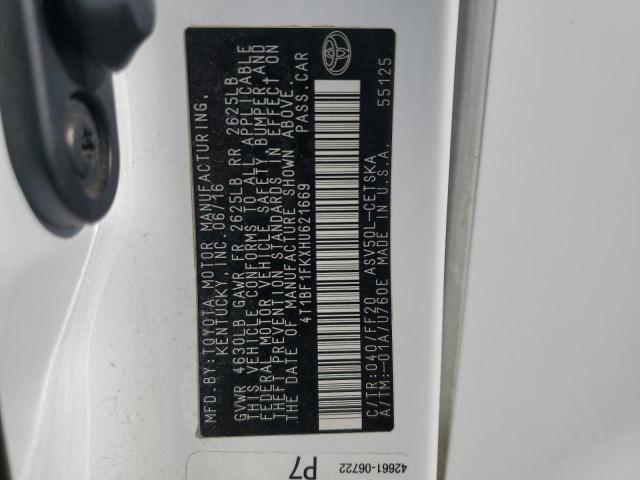 MFD. BY: TOYOTA MOTOR MANUFACTURING,
KENTUCKY, INC. 06/16
GVWR 4630LB GAWR FR 2625LB RR 2625LB
THIS VEHICLE CONFORMS TO ALL APPLICABLE
FEDERAL MOTOR VEHICLE SAFETY, BUMPER, AND
THEFT PREVENTION STANDARDS IN EFFECT ON
THE DATE OF MANUFACTURE SHOWN ABOVE.
4T1BF1FKXHU621669 PASS. CAR
C/TR:040/FF20 ASV50L-CETSKA
A/TM:-01A/U760E MADE IN U.S.A. 55125
42661-06722
P7